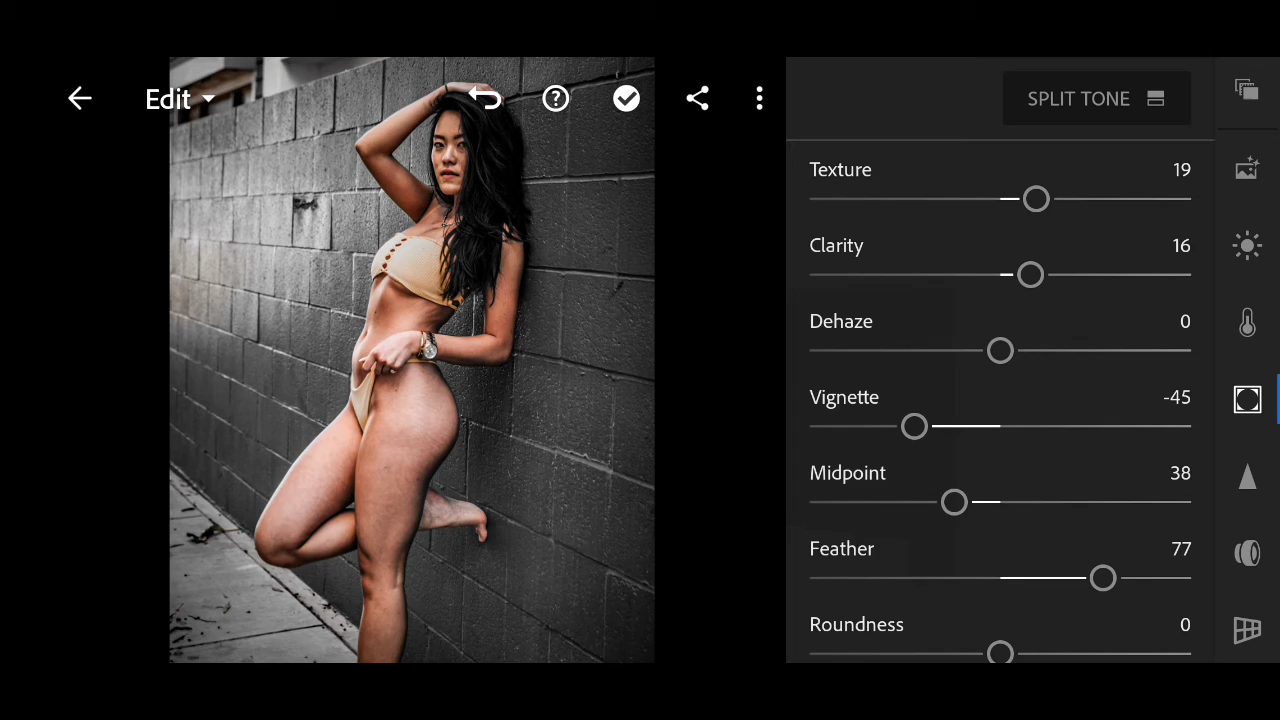 Edit
SPLIT TONE
Texture 19
Clarity 16
Dehaze 0
Vignette -45
Midpoint 38
Feather 77
Roundness 0